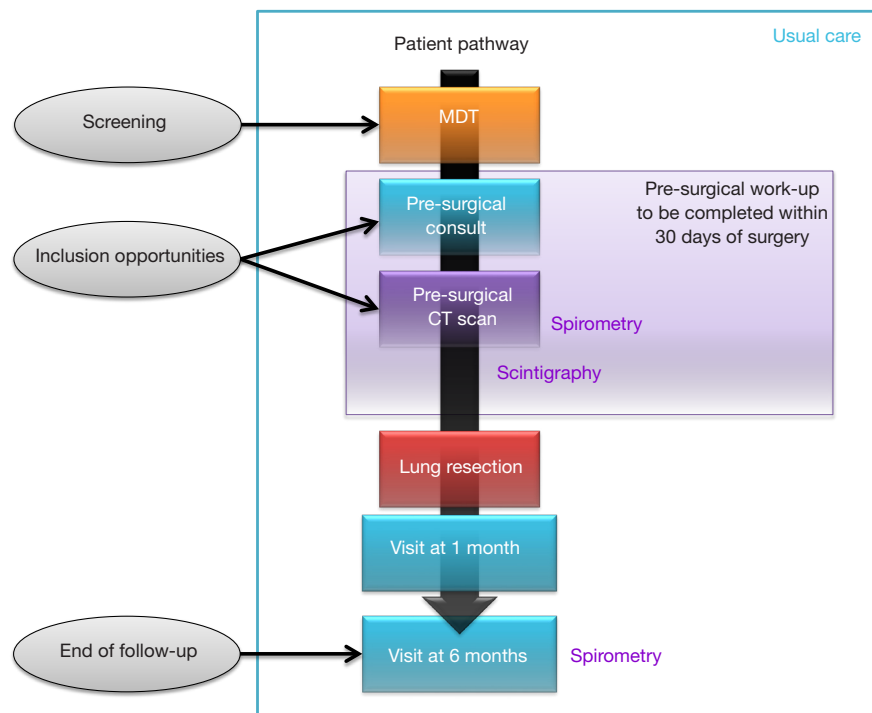 Usual care
Patient pathway
Screening
MDT
Pre-surgical work-up
to be completed within
30 days of surgery
Pre-surgical
consult
Inclusion opportunities
Pre-surgical
CT scan
Spirometry
Scintigraphy
Lung resection
Visit at 1 month
End of follow-up
Visit at 6 months
Spirometry